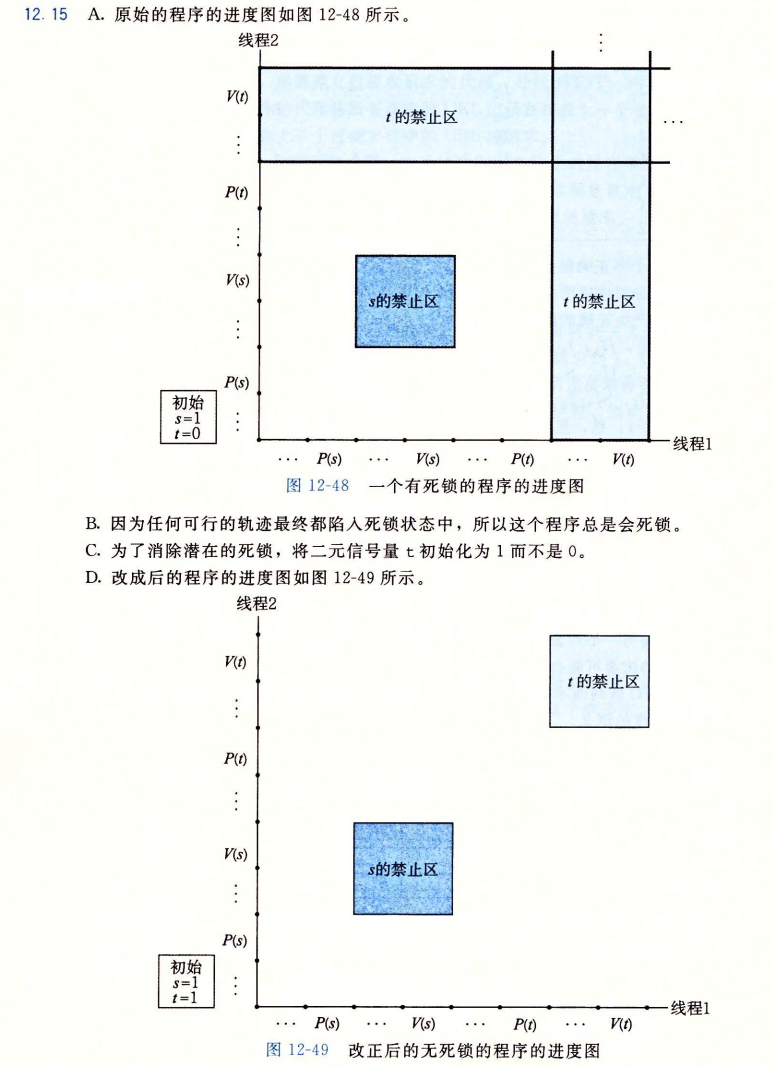 12.15 A. 原始的程序的进度图如图 12-48 所示。
线程2
⋮
V(t)
t 的禁止区
…
⋮
P(t)
⋮
V(s)
s的禁止区
t 的禁止区
⋮
P(s)
初始
s=1
t=0
⋮
线程1
… P(s) … V(s) … P(t) … V(t)
图 12-48 一个有死锁的程序的进度图
B. 因为任何可行的轨迹最终都陷入死锁状态中，所以这个程序总是会死锁。
C. 为了消除潜在的死锁，将二元信号量 t 初始化为 1 而不是 0。
D. 改成后的程序的进度图如图 12-49 所示。
线程2
V(t)
t 的禁止区
⋮
P(t)
⋮
V(s)
s的禁止区
⋮
P(s)
初始
s=1
t=1
⋮
线程1
… P(s) … V(s) … P(t) … V(t)
图 12-49 改正后的无死锁的程序的进度图